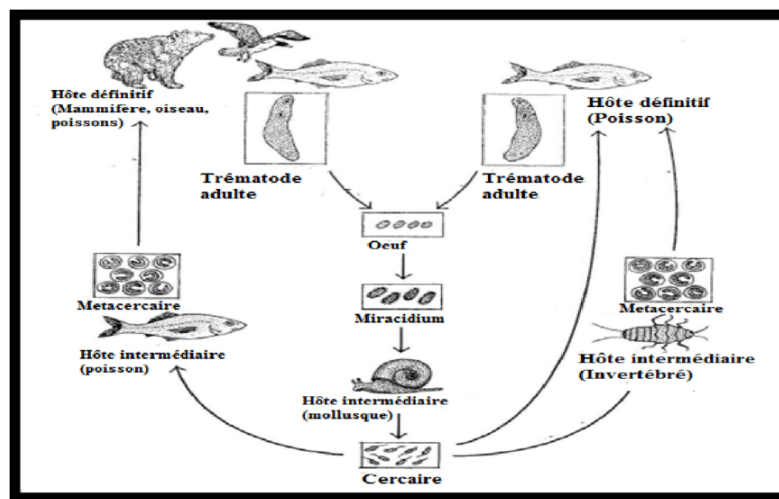 Hôte définitif
(Mammifère, oiseau,
poissons)
Hôte définitif
(Poisson)
Trématode
adulte
Trématode
adulte
Oeuf
Metacercaire
Metacercaire
Miracidium
Hôte intermédiaire
(poisson)
Hôte intermédiaire
(Invertébré)
Hôte intermédiaire
(mollusque)
Cercaire